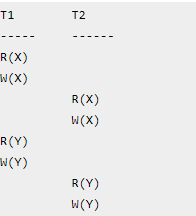 T1 T2
----- ------
R(X)
W(X)
R(X)
W(X)
R(Y)
W(Y)
R(Y)
W(Y)